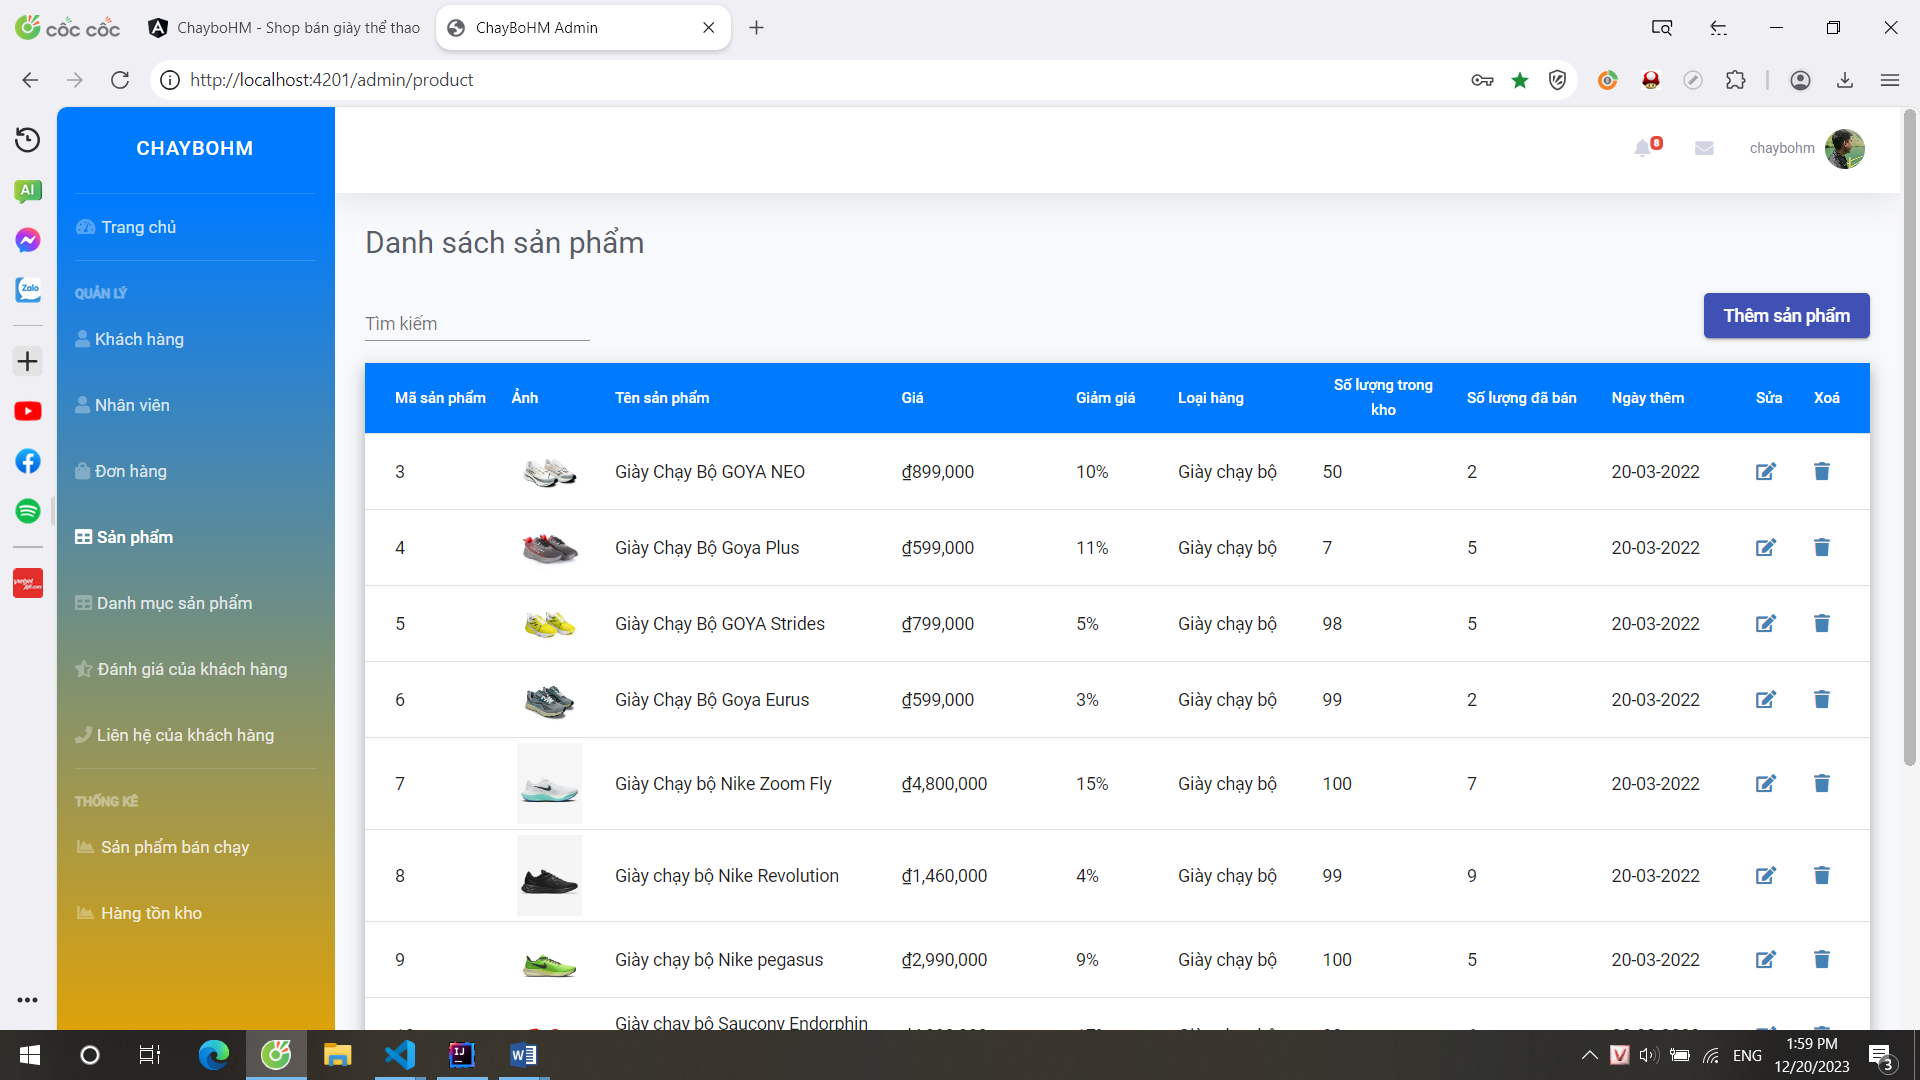 cốc cốc
ChayboHM - Shop bán giày thể thao
ChayBoHM Admin
http://localhost:4201/admin/product
CHAYBOHM
8
chaybohm
AI
Zalo
Trang chủ
QUẢN LÝ
Khách hàng
Nhân viên
Đơn hàng
Sản phẩm
Danh mục sản phẩm
Đánh giá của khách hàng
Liên hệ của khách hàng
THỐNG KÊ
Sản phẩm bán chạy
Hàng tồn kho
Danh sách sản phẩm
Tìm kiếm
Thêm sản phẩm
Mã sản phẩm Ảnh Tên sản phẩm Giá Giảm giá Loại hàng Số lượng trong kho Số lượng đã bán Ngày thêm Sửa Xoá
3 Giày Chạy Bộ GOYA NEO ₫899,000 10% Giày chạy bộ 50 2 20-03-2022
4 Giày Chạy Bộ Goya Plus ₫599,000 11% Giày chạy bộ 7 5 20-03-2022
5 Giày Chạy Bộ GOYA Strides ₫799,000 5% Giày chạy bộ 98 5 20-03-2022
6 Giày Chạy Bộ Goya Eurus ₫599,000 3% Giày chạy bộ 99 2 20-03-2022
7 Giày Chạy bộ Nike Zoom Fly ₫4,800,000 15% Giày chạy bộ 100 7 20-03-2022
8 Giày chạy bộ Nike Revolution ₫1,460,000 4% Giày chạy bộ 99 9 20-03-2022
9 Giày chạy bộ Nike pegasus ₫2,990,000 9% Giày chạy bộ 100 5 20-03-2022
Giày chạy bộ Saucony Endorphin
ENG
1:59 PM
12/20/2023
3